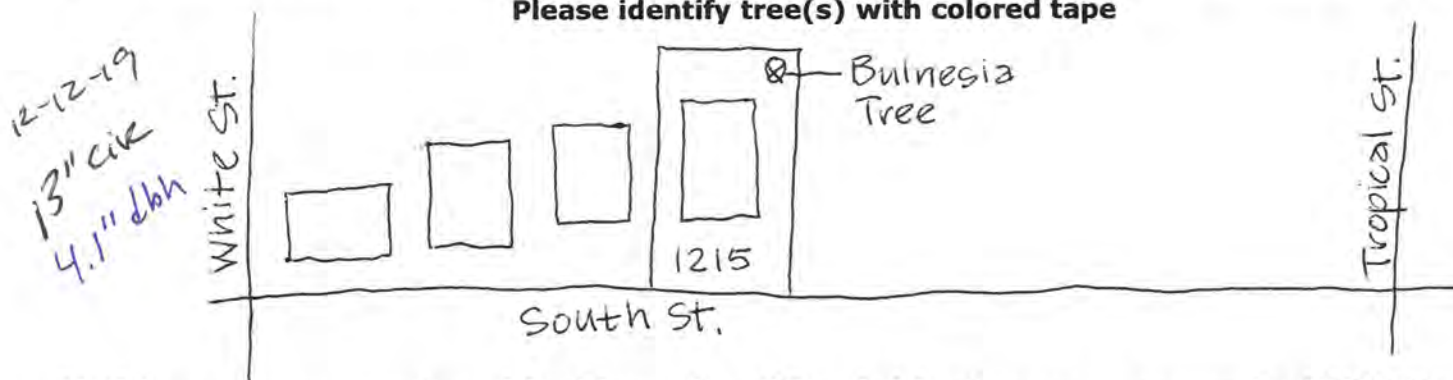 Please identify tree(s) with colored tape
12-12-19
13" cir
4.1" dbh
White St.
Bulnesia
Tree
1215
South St.
Tropical St.